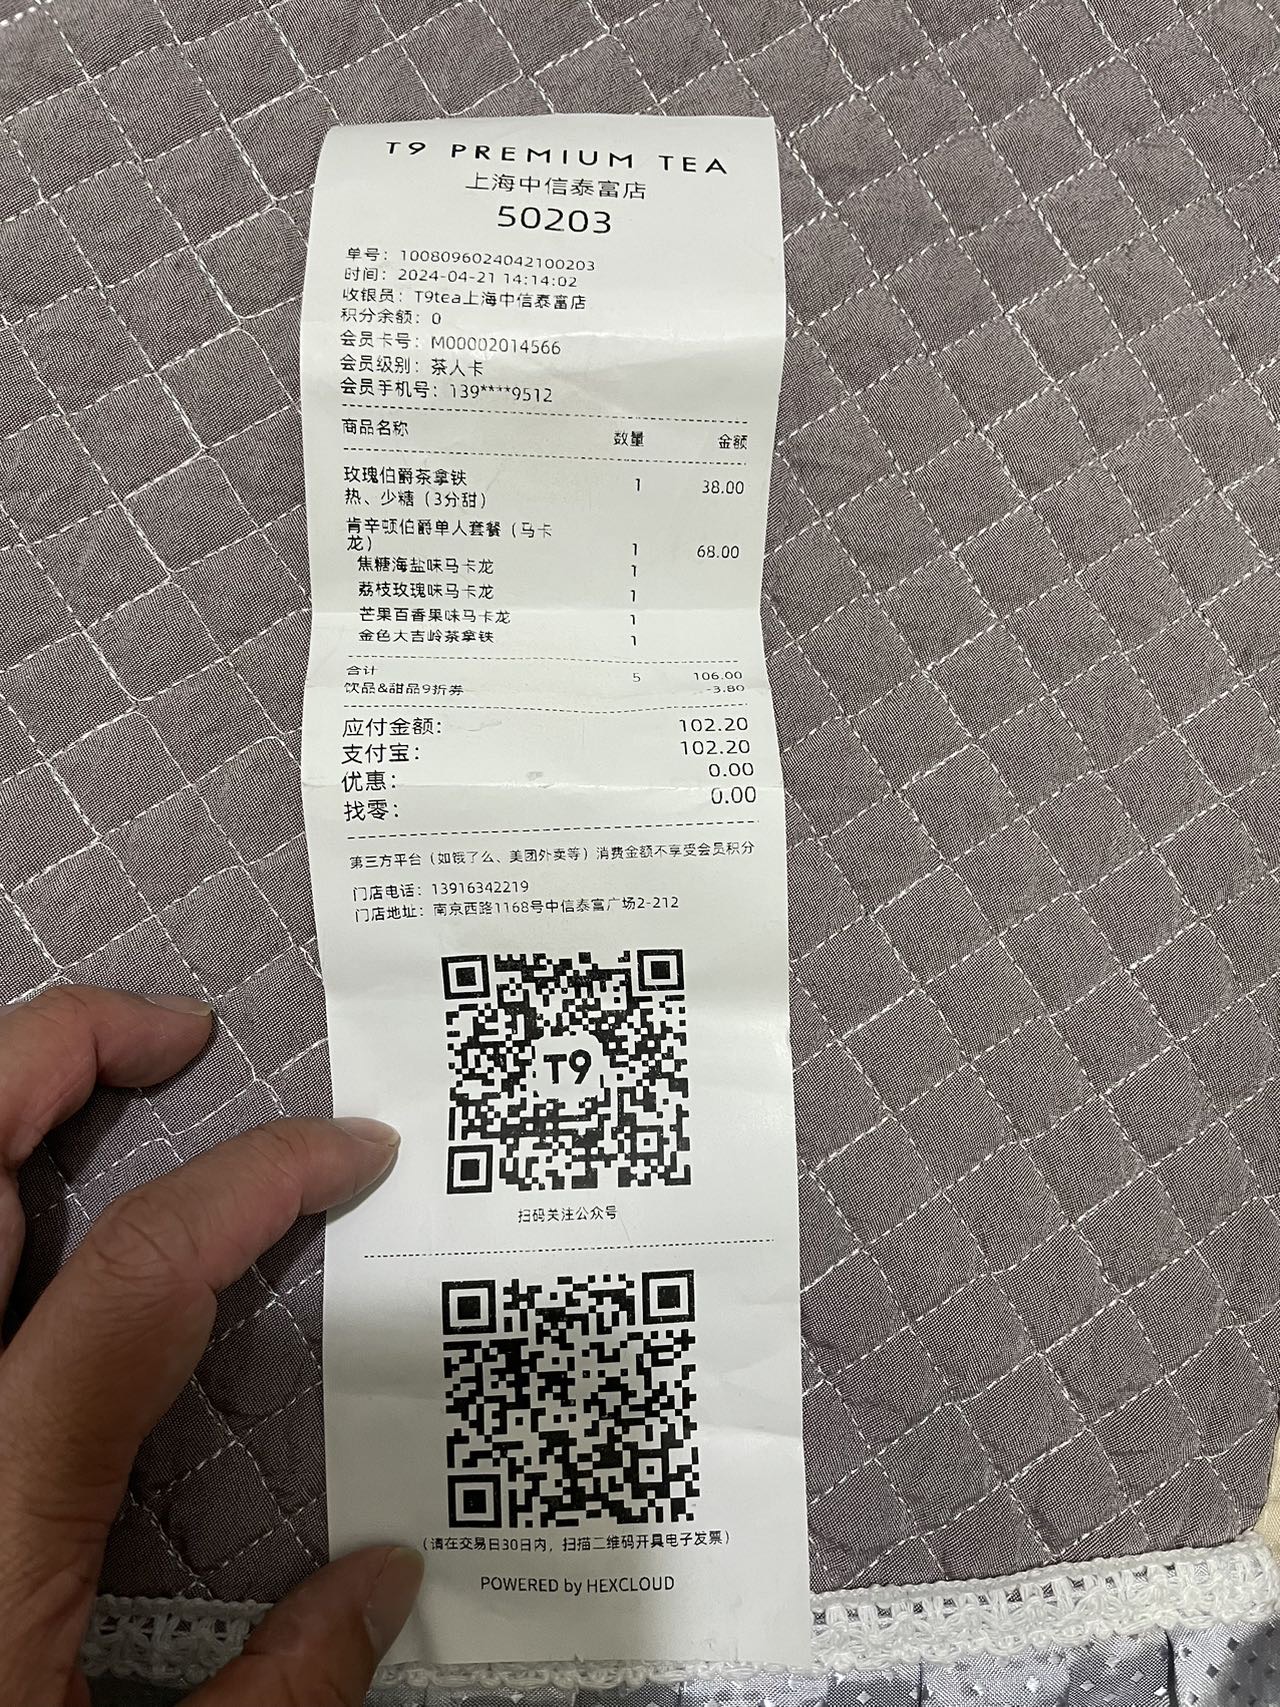 T9 PREMIUM TEA
上海中信泰富店
50203
单号：1008096024042100203
时间：2024-04-21 14:14:02
收银员：T9tea上海中信泰富店
积分余额：0
会员卡号：M00002014566
会员级别：茶人卡
会员手机号：139****9512
商品名称 数量 金额
玫瑰伯爵茶拿铁 1 38.00
热、少糖（3分甜）
肯辛顿伯爵单人套餐（马卡
龙） 1 68.00
焦糖海盐味马卡龙 1
荔枝玫瑰味马卡龙 1
芒果百香果味马卡龙 1
金色大吉岭茶拿铁 1
合计 5 106.00
饮品&甜品9折券 -3.80
应付金额： 102.20
支付宝： 102.20
优惠： 0.00
找零： 0.00
第三方平台（如饿了么、美团外卖等）消费金额不享受会员积分
门店电话：13916342219
门店地址：南京西路1168号中信泰富广场2-212
T9
扫码关注公众号
（请在交易日30日内，扫描二维码开具电子发票）
POWERED by HEXCLOUD